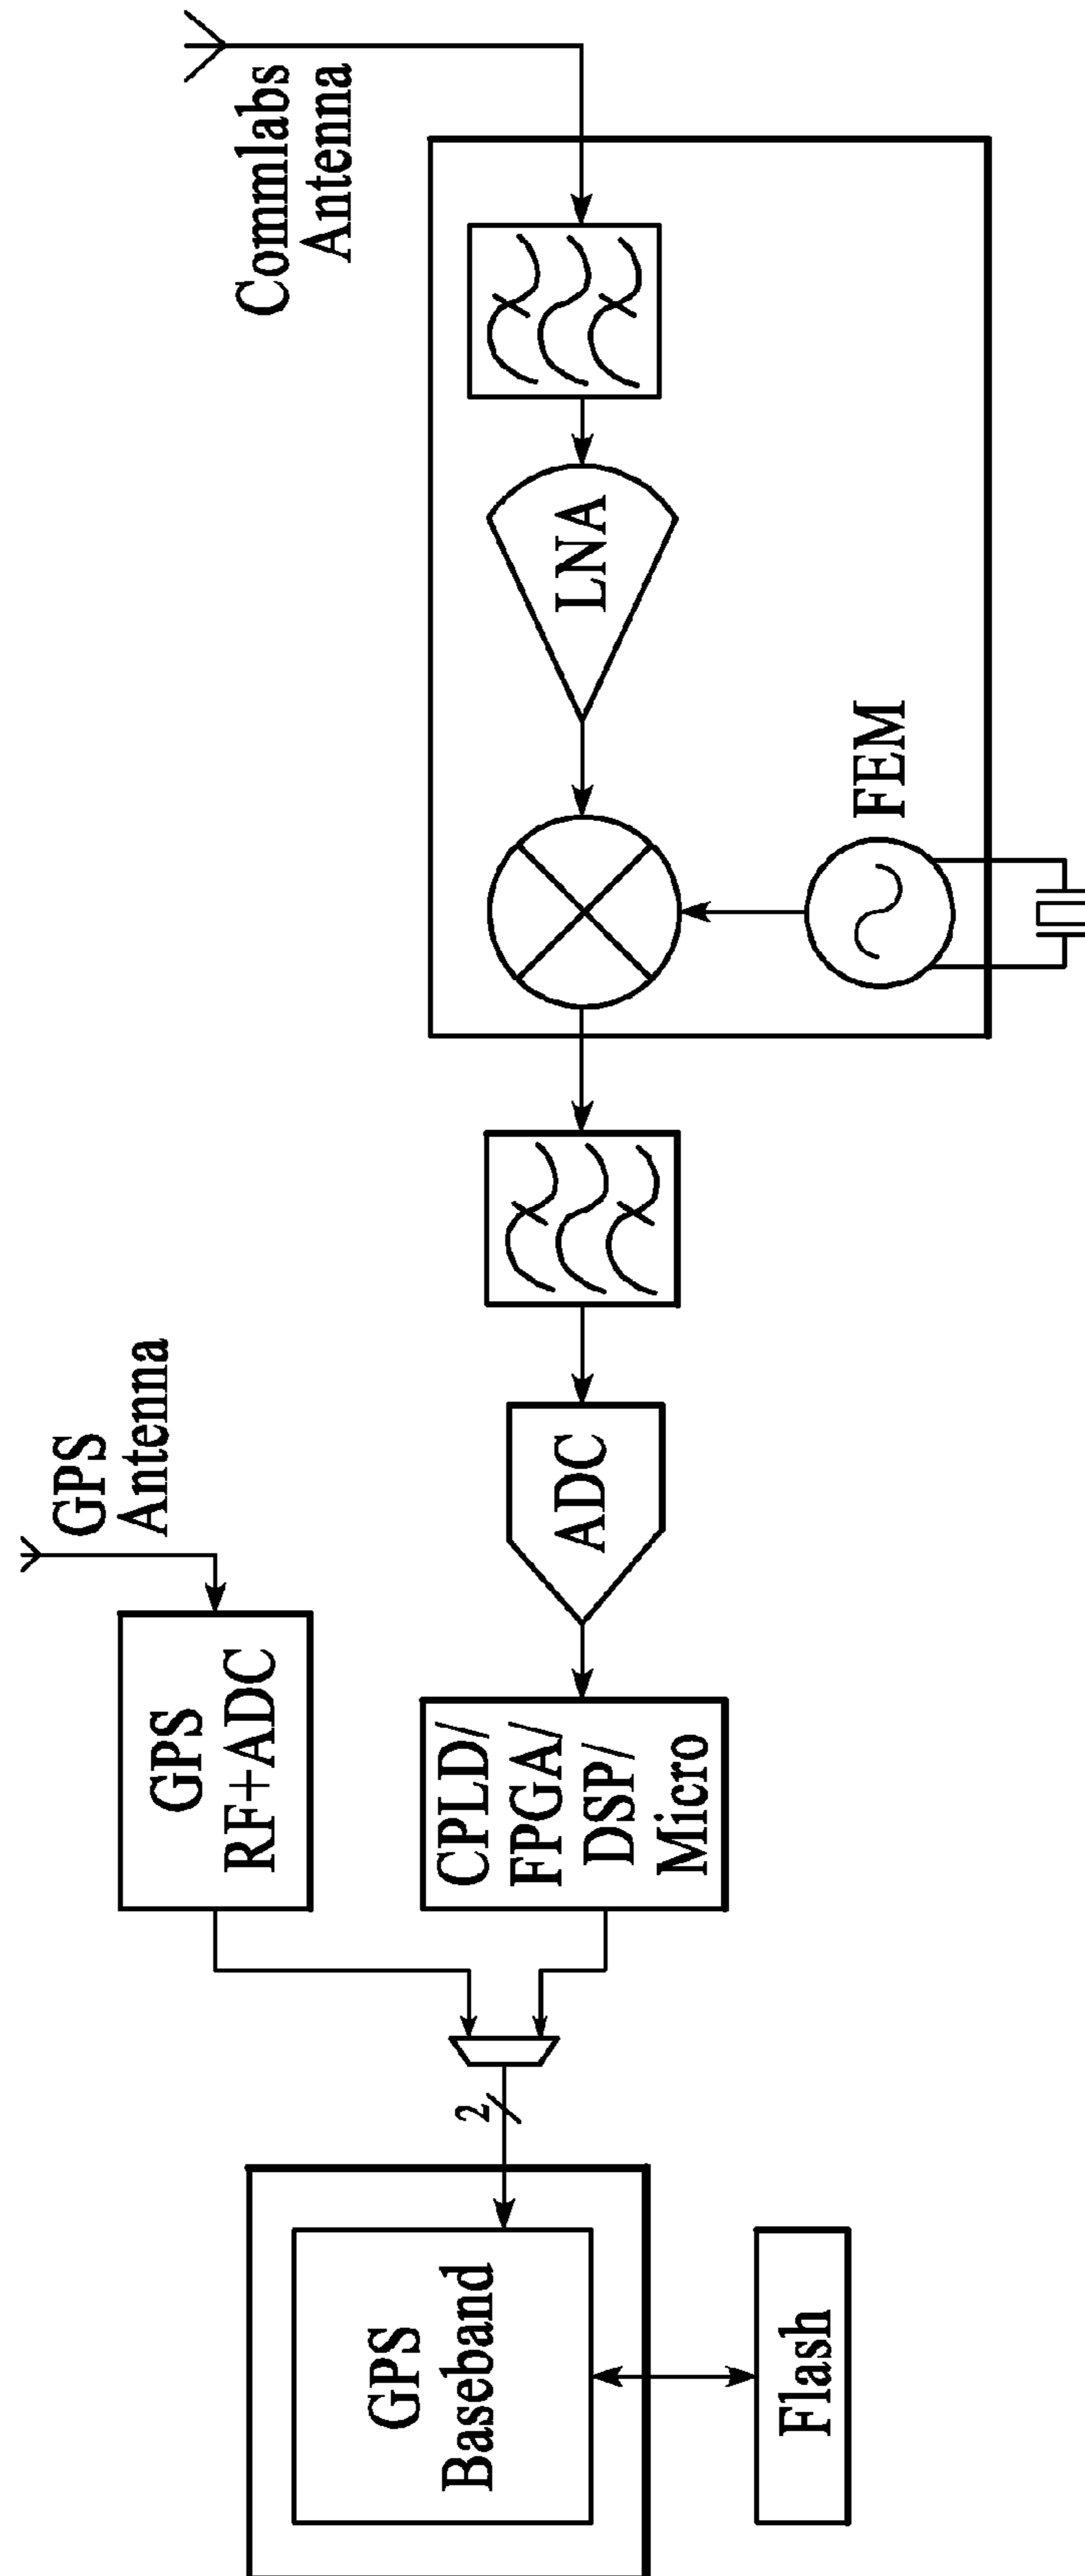 Commlabs
Antenna
LNA
FEM
GPS
Antenna
ADC
GPS
RF+ADC
CPLD/
FPGA/
DSP/
Micro
2
GPS
Baseband
Flash